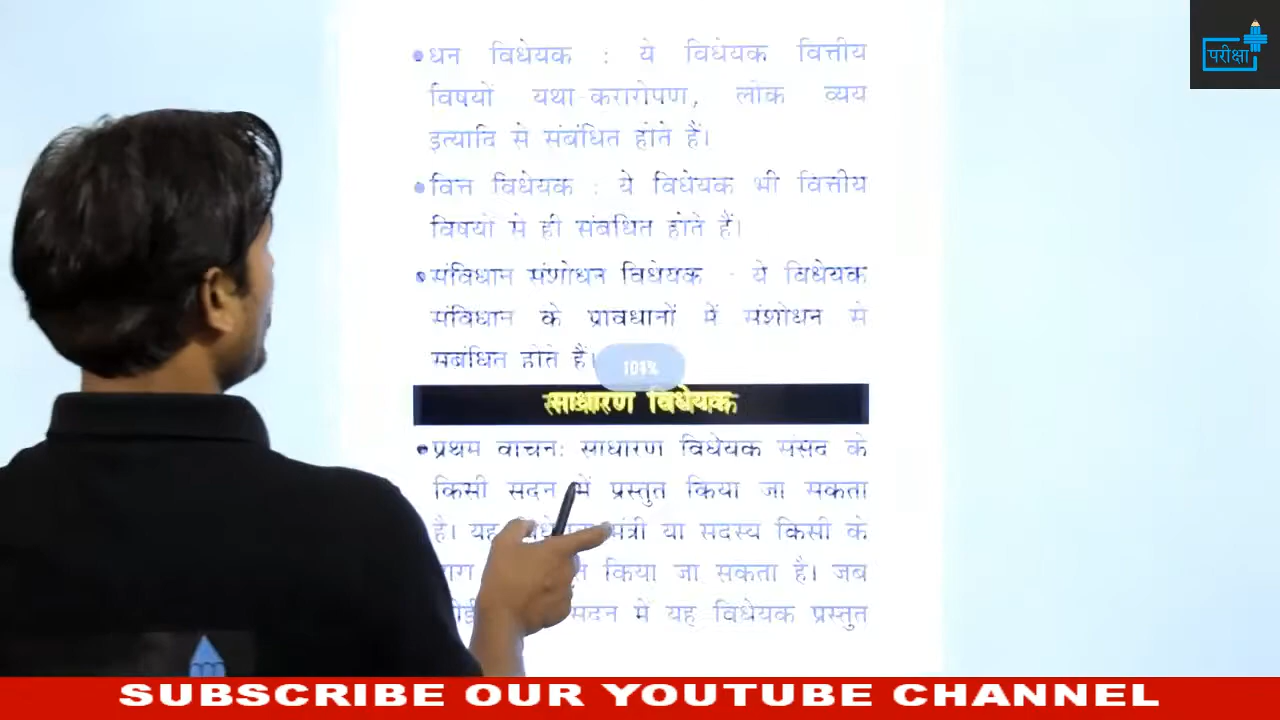 परीक्षा
•धन विधेयक : ये विधेयक वित्तीय
विषयों यथा-करारोपण, लोक व्यय
इत्यादि से संबंधित होते हैं।
•वित्त विधेयक : ये विधेयक भी वित्तीय
विषयों से ही संबधित होते हैं।
•संविधान संशोधन विधेयक - ये विधेयक
संविधान के प्रावधानों में संशोधन से
सबंधित होते हैं।
साधारण विधेयक
•प्रथम वाचन: साधारण विधेयक संसद के
किसी सदन में प्रस्तुत किया जा सकता
है। यह मंत्री या सदस्य किसी के
किया जा सकता है। जब
सदन में यह विधेयक प्रस्तुत
SUBSCRIBE OUR YOUTUBE CHANNEL